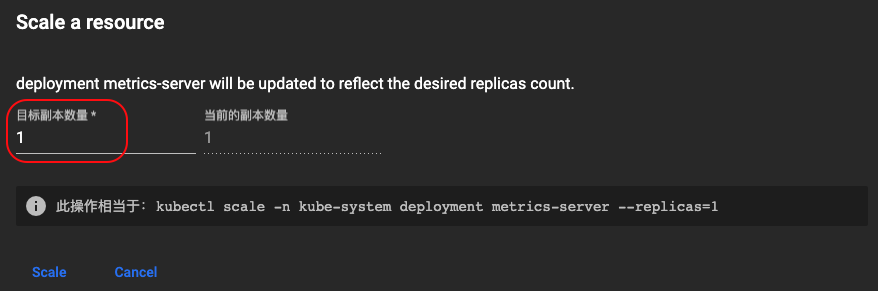 Scale a resource
deployment metrics-server will be updated to reflect the desired replicas count.
目标副本数量 * 当前的副本数量
1 1
此操作相当于： kubectl scale -n kube-system deployment metrics-server --replicas=1
Scale Cancel